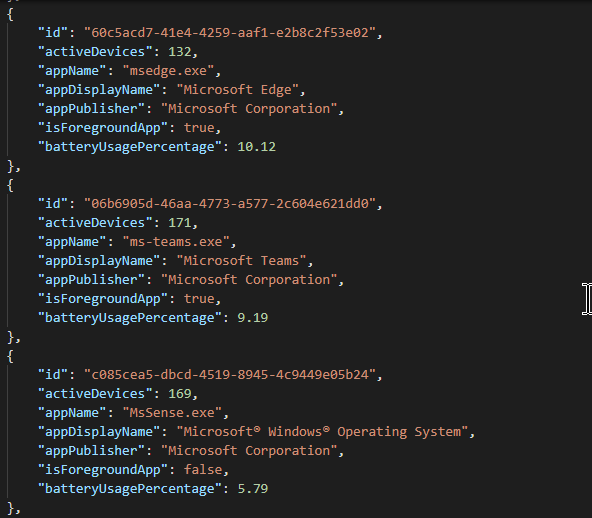 {
"id": "60c5acd7-41e4-4259-aaf1-e2b8c2f53e02",
"activeDevices": 132,
"appName": "msedge.exe",
"appDisplayName": "Microsoft Edge",
"appPublisher": "Microsoft Corporation",
"isForegroundApp": true,
"batteryUsagePercentage": 10.12
},
{
"id": "06b6905d-46aa-4773-a577-2c604e621dd0",
"activeDevices": 171,
"appName": "ms-teams.exe",
"appDisplayName": "Microsoft Teams",
"appPublisher": "Microsoft Corporation",
"isForegroundApp": true,
"batteryUsagePercentage": 9.19
},
{
"id": "c085cea5-dbcd-4519-8945-4c9449e05b24",
"activeDevices": 169,
"appName": "MsSense.exe",
"appDisplayName": "Microsoft® Windows® Operating System",
"appPublisher": "Microsoft Corporation",
"isForegroundApp": false,
"batteryUsagePercentage": 5.79
},